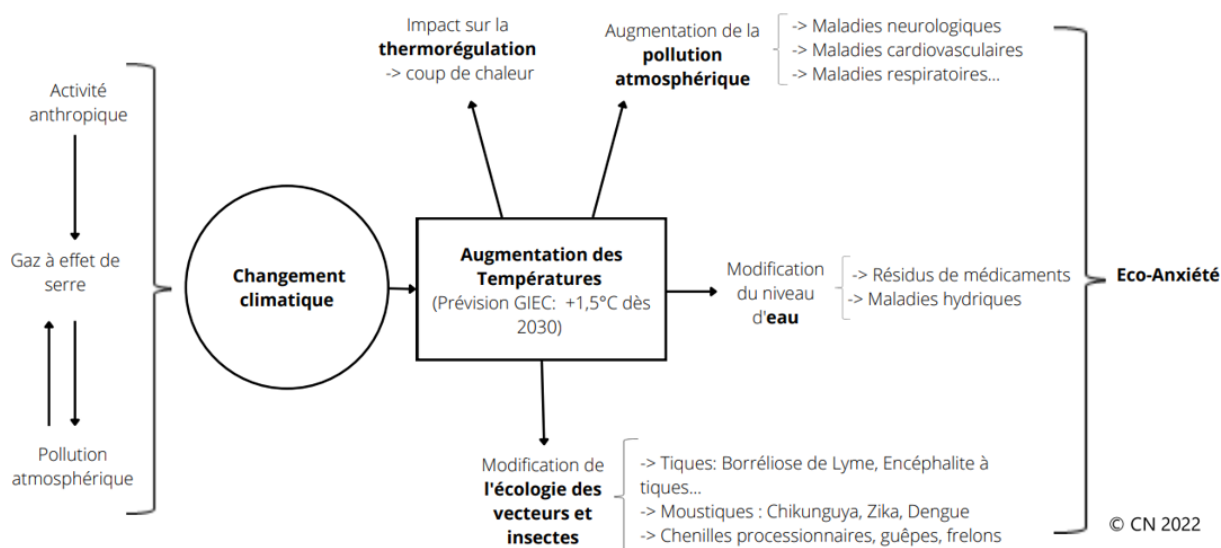 Activité
anthropique
Gaz à effet de
serre
Pollution
atmosphérique
Changement
climatique
Impact sur la
thermorégulation
-> coup de chaleur
Augmentation de la
pollution
atmosphérique
-> Maladies neurologiques
-> Maladies cardiovasculaires
-> Maladies respiratoires...
Augmentation des
Températures
(Prévision GIEC:  +1,5°C dès
2030)
Modification
du niveau
d'eau
-> Résidus de médicaments
-> Maladies hydriques
Modification de
l'écologie des
vecteurs et
insectes
-> Tiques: Borréliose de Lyme, Encéphalite à
tiques...
-> Moustiques : Chikunguya, Zika, Dengue
-> Chenilles processionnaires, guêpes, frelons
Eco-Anxiété
© CN 2022